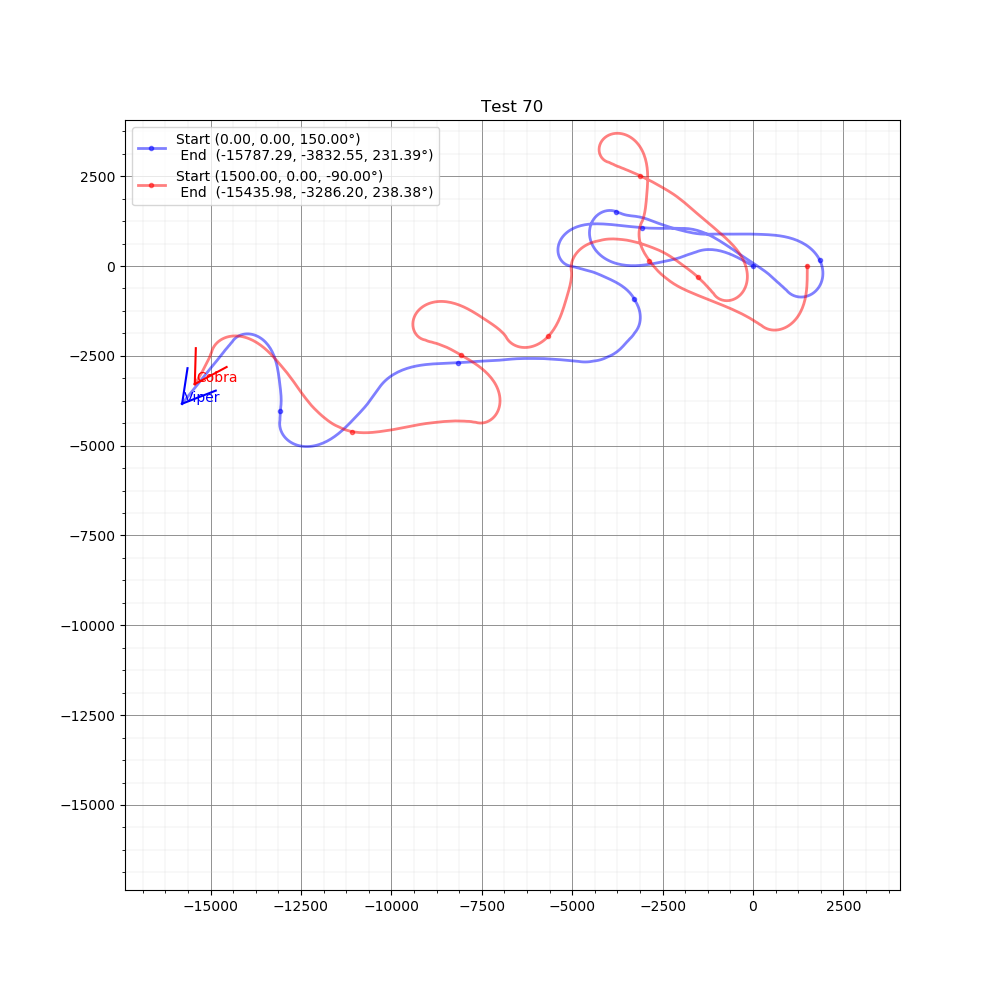 Test 70
Start (0.00, 0.00, 150.00°)
End (-15787.29, -3832.55, 231.39°)
Start (1500.00, 0.00, -90.00°)
End (-15435.98, -3286.20, 238.38°)
2500
0
−2500
−5000
−7500
−10000
−12500
−15000
Cobra
Viper
−15000 −12500 −10000 −7500 −5000 −2500 0 2500